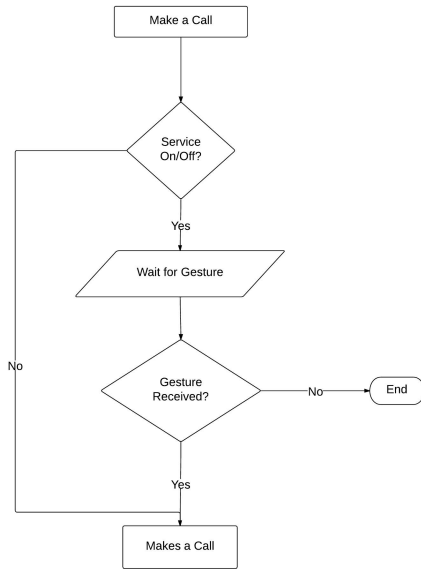 Make a Call
Service
On/Off?
Yes
Wait for Gesture
No
Gesture
Received?
No
End
Yes
Makes a Call